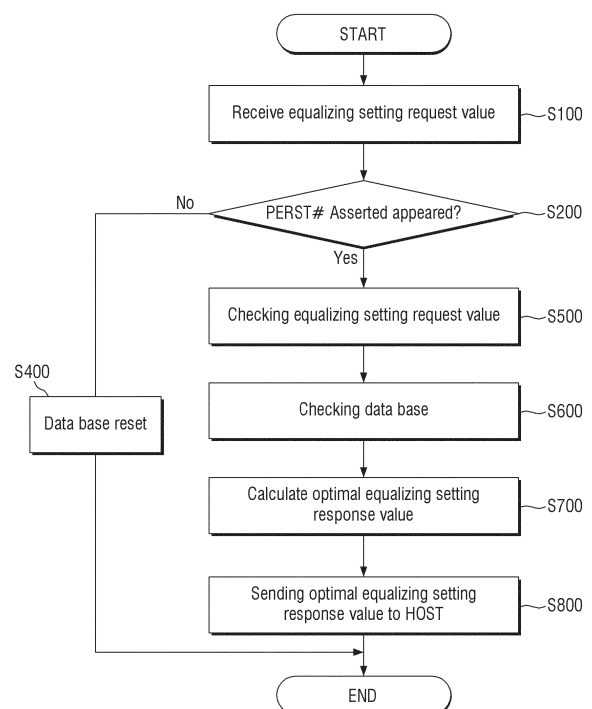 START
Receive equalizing setting request value
S100
PERST# Asserted appeared?
S200
No
Yes
Checking equalizing setting request value
S500
S400
Data base reset
Checking data base
S600
Calculate optimal equalizing setting
response value
S700
Sending optimal equalizing setting
response value to HOST
S800
END